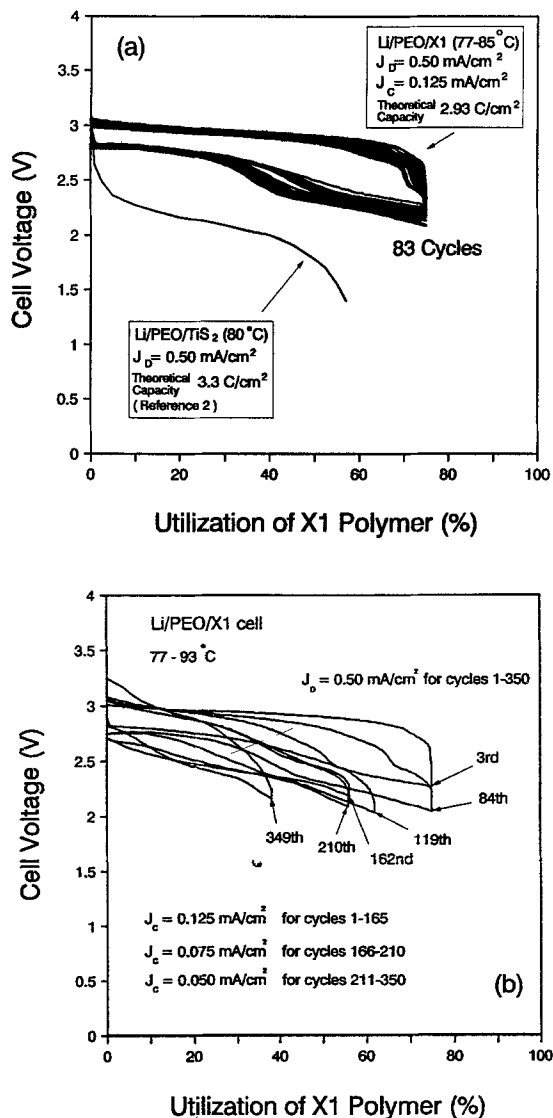 (a)
Li/PEO/X1 (77-85°C)
J_D= 0.50 mA/cm²
J_C= 0.125 mA/cm²
Theoretical Capacity 2.93 C/cm²
83 Cycles
Li/PEO/TiS₂ (80°C)
J_D= 0.50 mA/cm²
Theoretical Capacity 3.3 C/cm²
( Reference 2 )
Cell Voltage (V)
4
3.5
3
2.5
2
1.5
1
0.5
0
0 20 40 60 80 100
Utilization of X1 Polymer (%)
Li/PEO/X1 cell
77 - 93 °C
J_D = 0.50 mA/cm² for cycles 1-350
3rd
84th
119th
162nd
210th
349th
J_c = 0.125 mA/cm² for cycles 1-165
J_c = 0.075 mA/cm² for cycles 166-210
J_c = 0.050 mA/cm² for cycles 211-350
(b)
Cell Voltage (V)
4
3.5
3
2.5
2
1.5
1
0.5
0
0 20 40 60 80 100
Utilization of X1 Polymer (%)